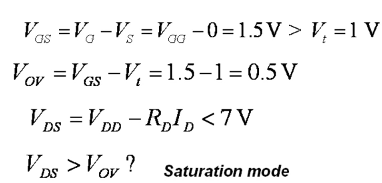 V_GS = V_G − V_S = V_GG − 0 = 1.5 V > V_t = 1 V
V_OV = V_GS − V_t = 1.5 − 1 = 0.5 V
V_DS = V_DD − R_D I_D < 7 V
V_DS > V_OV ? Saturation mode